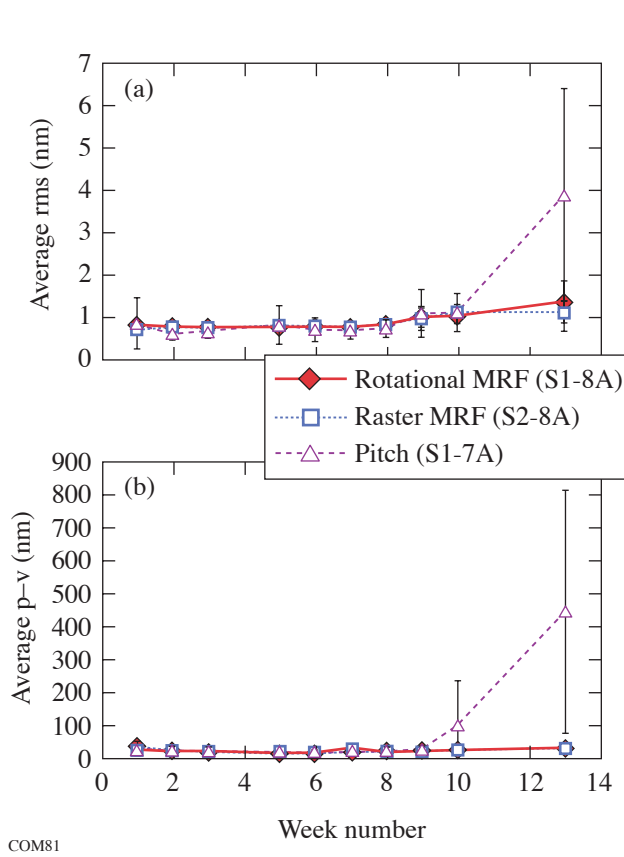 7
(a)
6
5
4
3
2
1
0
Average rms (nm)
Rotational MRF (S1-8A)
Raster MRF (S2-8A)
Pitch (S1-7A)
900
(b)
800
700
600
500
400
300
200
100
0
Average p–v (nm)
0 2 4 6 8 10 12 14
Week number
COM81